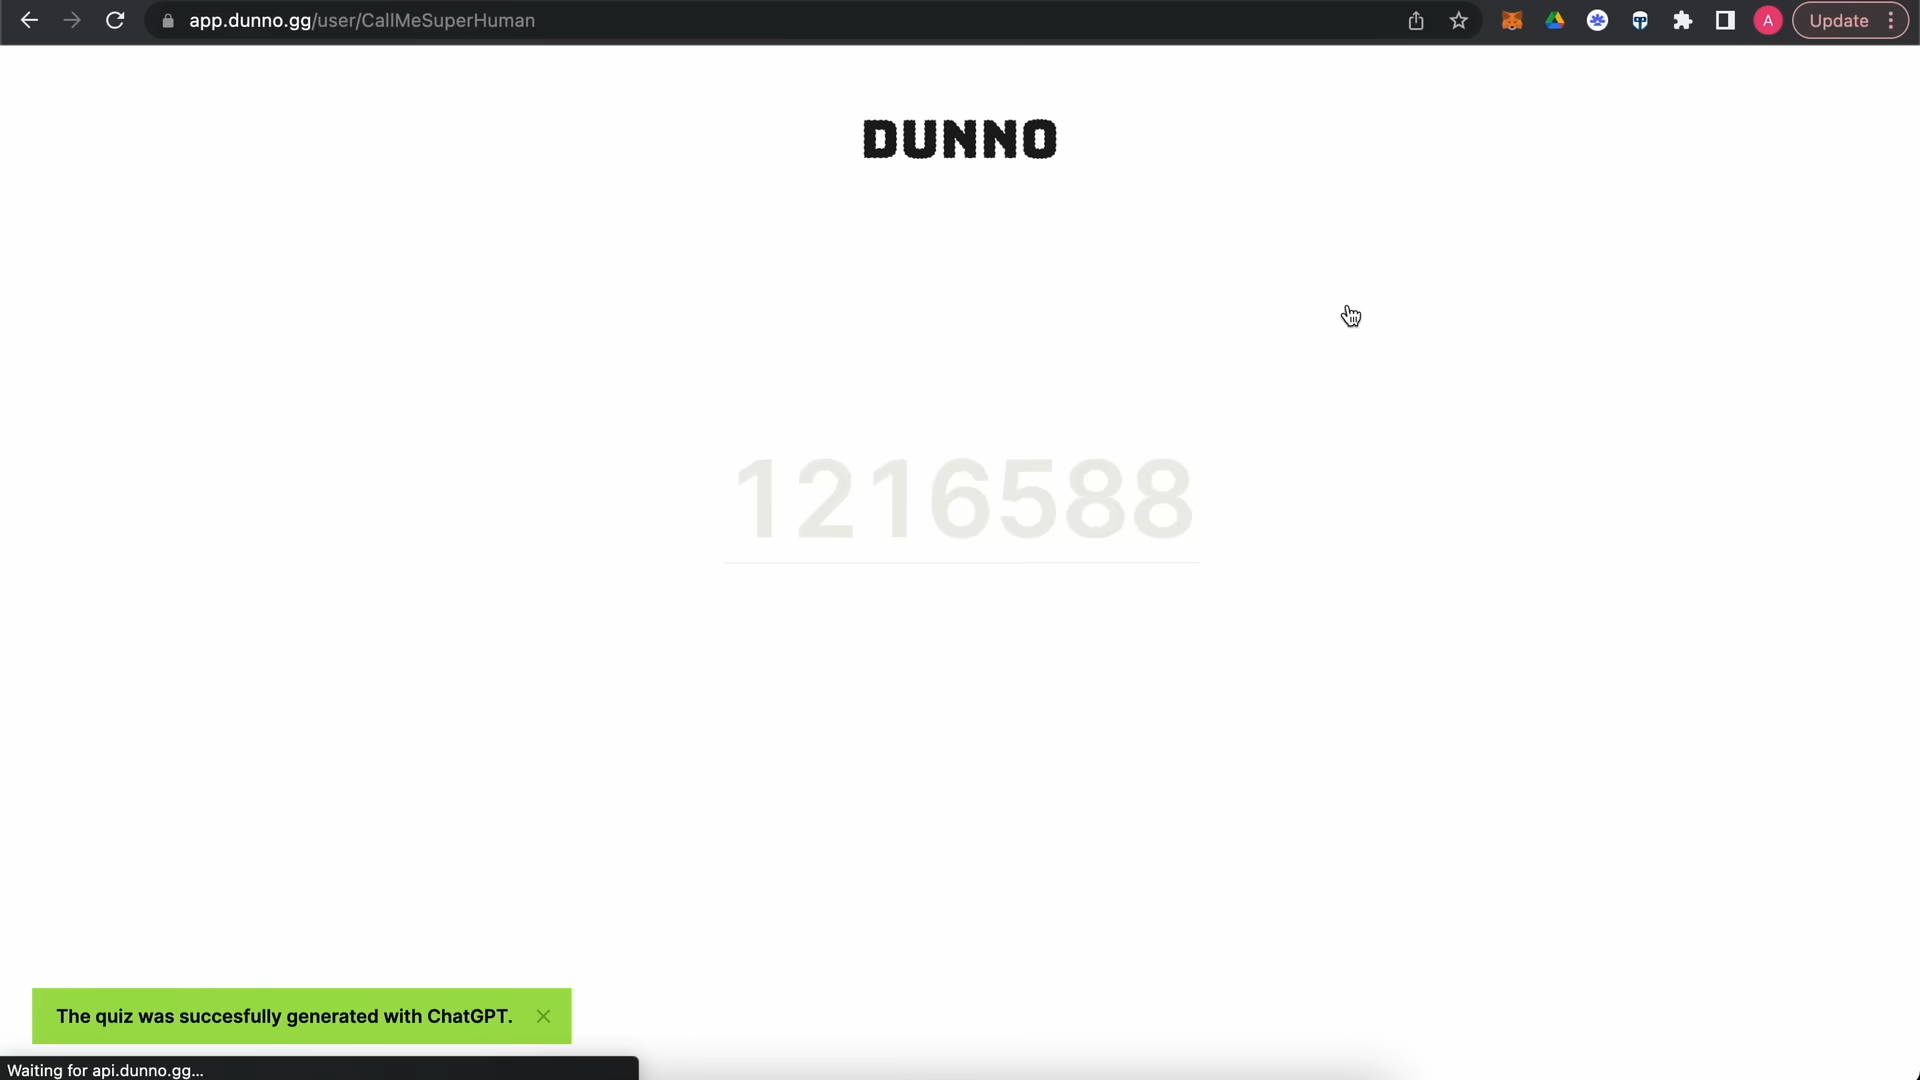 app.dunno.gg/user/CallMeSuperHuman
A
Update
DUNNO
1216588
The quiz was succesfully generated with ChatGPT.
Waiting for api.dunno.gg...